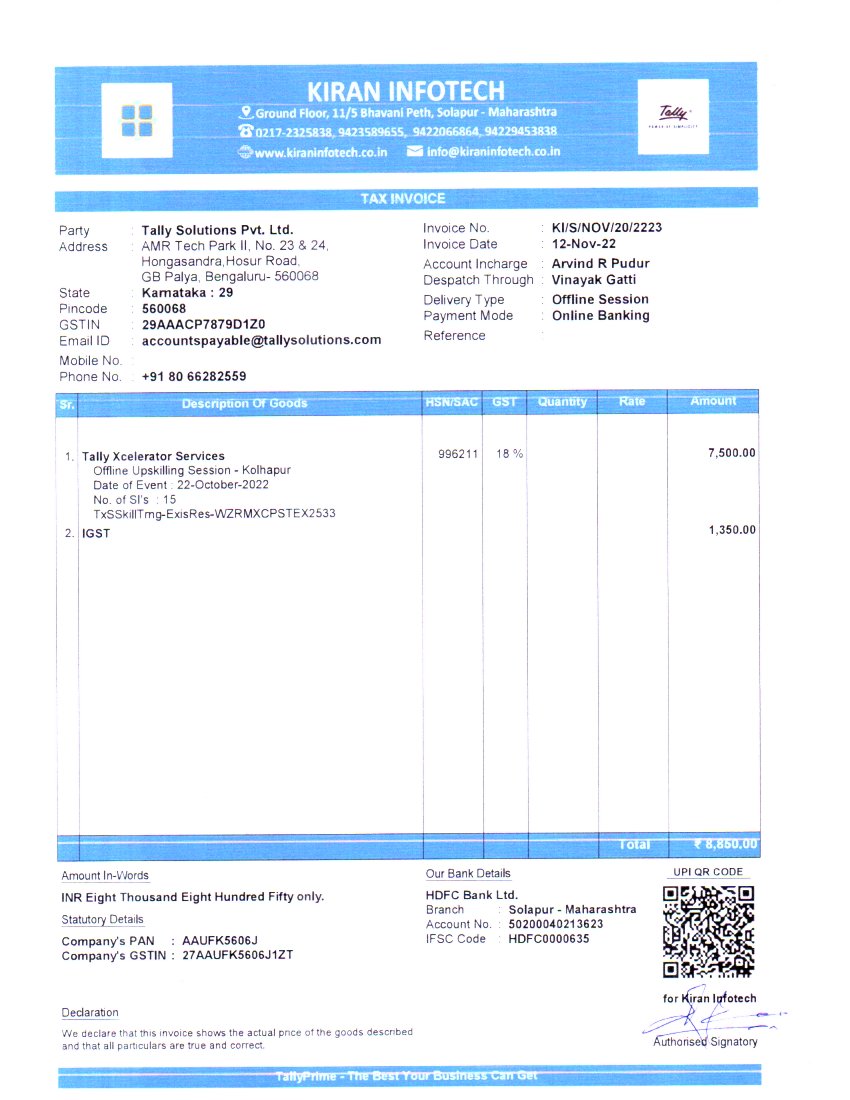 KIRAN INFOTECH
Ground Floor, 11/5 Bhavani Peth, Solapur - Maharashtra
0217-2325838, 9423589655, 9422066864, 94229453838
www.kiraninfotech.co.in info@kiraninfotech.co.in
Tally
POWER OF SIMPLICITY
TAX INVOICE
Party : Tally Solutions Pvt. Ltd.
Address : AMR Tech Park II, No. 23 & 24,
Hongasandra,Hosur Road,
GB Palya, Bengaluru- 560068
State : Karnataka : 29
Pincode : 560068
GSTIN : 29AAACP7879D1Z0
Email ID : accountspayable@tallysolutions.com
Mobile No. :
Phone No. : +91 80 66282559
Invoice No. : KI/S/NOV/20/2223
Invoice Date : 12-Nov-22
Account Incharge : Arvind R Pudur
Despatch Through : Vinayak Gatti
Delivery Type : Offline Session
Payment Mode : Online Banking
Reference :
Sr. Description Of Goods HSN/SAC GST Quantity Rate Amount
1. Tally Xcelerator Services 996211 18 % 7,500.00
Offline Upskilling Session - Kolhapur
Date of Event : 22-October-2022
No. of SI's : 15
TxSSkillTrng-ExisRes-WZRMXCPSTEX2533
2. IGST 1,350.00
Total ₹ 8,850.00
Amount In-Words
INR Eight Thousand Eight Hundred Fifty only.
Statutory Details
Company's PAN : AAUFK5606J
Company's GSTIN : 27AAUFK5606J1ZT
Our Bank Details
HDFC Bank Ltd.
Branch : Solapur - Maharashtra
Account No. : 50200040213623
IFSC Code : HDFC0000635
UPI QR CODE
for Kiran Infotech
Authorised Signatory
Declaration
We declare that this invoice shows the actual price of the goods described
and that all particulars are true and correct.
TallyPrime - The Best Your Business Can Get